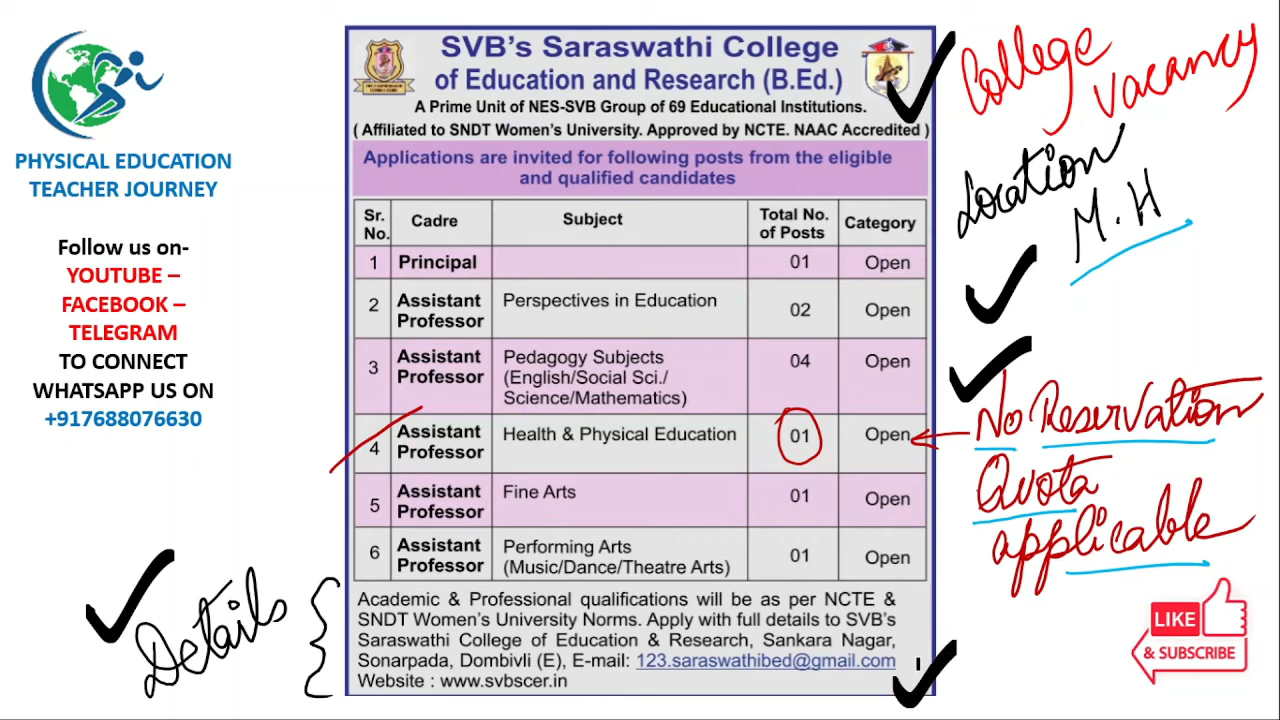 PHYSICAL EDUCATION
TEACHER JOURNEY
Follow us on-
YOUTUBE –
FACEBOOK –
TELEGRAM
TO CONNECT
WHATSAPP US ON
+917688076630
SVB's Saraswathi College
of Education and Research (B.Ed.)
A Prime Unit of NES-SVB Group of 69 Educational Institutions.
( Affiliated to SNDT Women's University. Approved by NCTE. NAAC Accredited )
Applications are invited for following posts from the eligible
and qualified candidates
Sr. No. Cadre Subject Total No. of Posts Category
1 Principal 01 Open
2 Assistant Professor Perspectives in Education 02 Open
3 Assistant Professor Pedagogy Subjects (English/Social Sci./ Science/Mathematics) 04 Open
4 Assistant Professor Health & Physical Education 01 Open
5 Assistant Professor Fine Arts 01 Open
6 Assistant Professor Performing Arts (Music/Dance/Theatre Arts) 01 Open
Academic & Professional qualifications will be as per NCTE &
SNDT Women's University Norms. Apply with full details to SVB's
Saraswathi College of Education & Research, Sankara Nagar,
Sonarpada, Dombivli (E), E-mail: 123.saraswathibed@gmail.com
Website : www.svbscer.in
College
Vacancy
Location
M.H
No Reservation
Quota
applicable
Details
LIKE
& SUBSCRIBE